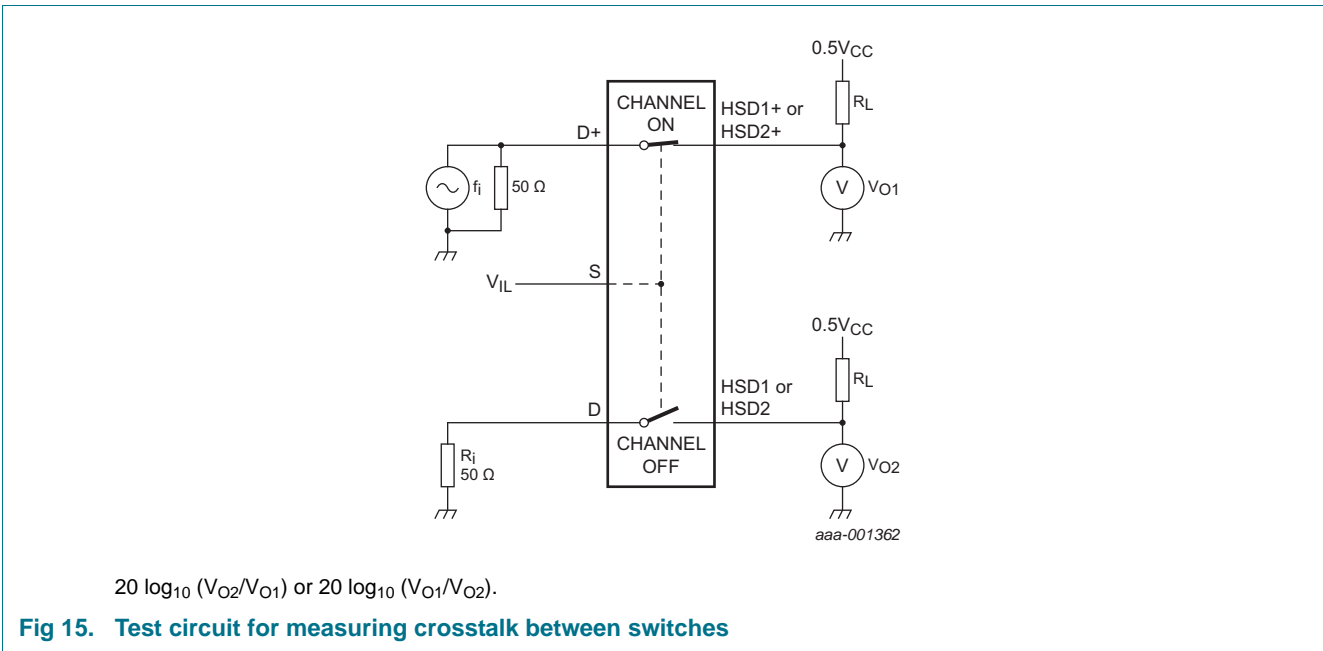 0.5VCC
RL
CHANNEL
ON
HSD1+ or
HSD2+
D+
fi
50 Ω
V
VO1
VIL
S
0.5VCC
RL
HSD1 or
HSD2
D
CHANNEL
OFF
Ri
50 Ω
V
VO2
aaa-001362
20 log10 (VO2/VO1) or 20 log10 (VO1/VO2).
Fig 15. Test circuit for measuring crosstalk between switches